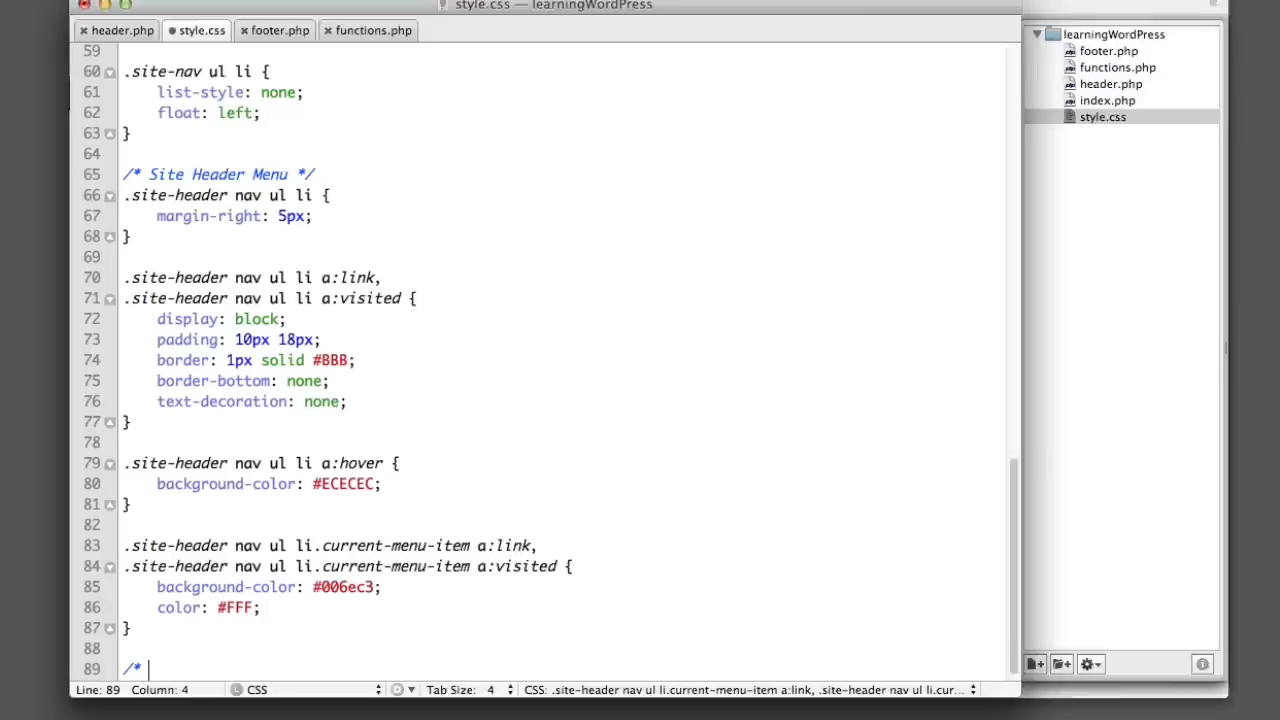 style.css — learningWordPress
header.php style.css footer.php functions.php
learningWordPress
footer.php
functions.php
header.php
index.php
style.css
59
60 .site-nav ul li {
61 list-style: none;
62 float: left;
63 }
64
65 /* Site Header Menu */
66 .site-header nav ul li {
67 margin-right: 5px;
68 }
69
70 .site-header nav ul li a:link,
71 .site-header nav ul li a:visited {
72 display: block;
73 padding: 10px 18px;
74 border: 1px solid #BBB;
75 border-bottom: none;
76 text-decoration: none;
77 }
78
79 .site-header nav ul li a:hover {
80 background-color: #ECECEC;
81 }
82
83 .site-header nav ul li.current-menu-item a:link,
84 .site-header nav ul li.current-menu-item a:visited {
85 background-color: #006ec3;
86 color: #FFF;
87 }
88
89 /*
Line: 89 Column: 4 CSS Tab Size: 4 CSS: .site-header nav ul li.current-menu-item a:link, .site-header nav ul li.cur...